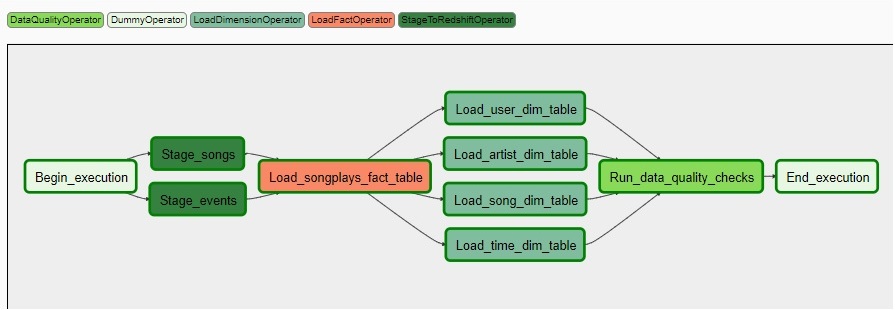 DataQualityOperator DummyOperator LoadDimensionOperator LoadFactOperator StageToRedshiftOperator
Begin_execution
Stage_songs
Stage_events
Load_songplays_fact_table
Load_user_dim_table
Load_artist_dim_table
Load_song_dim_table
Load_time_dim_table
Run_data_quality_checks
End_execution